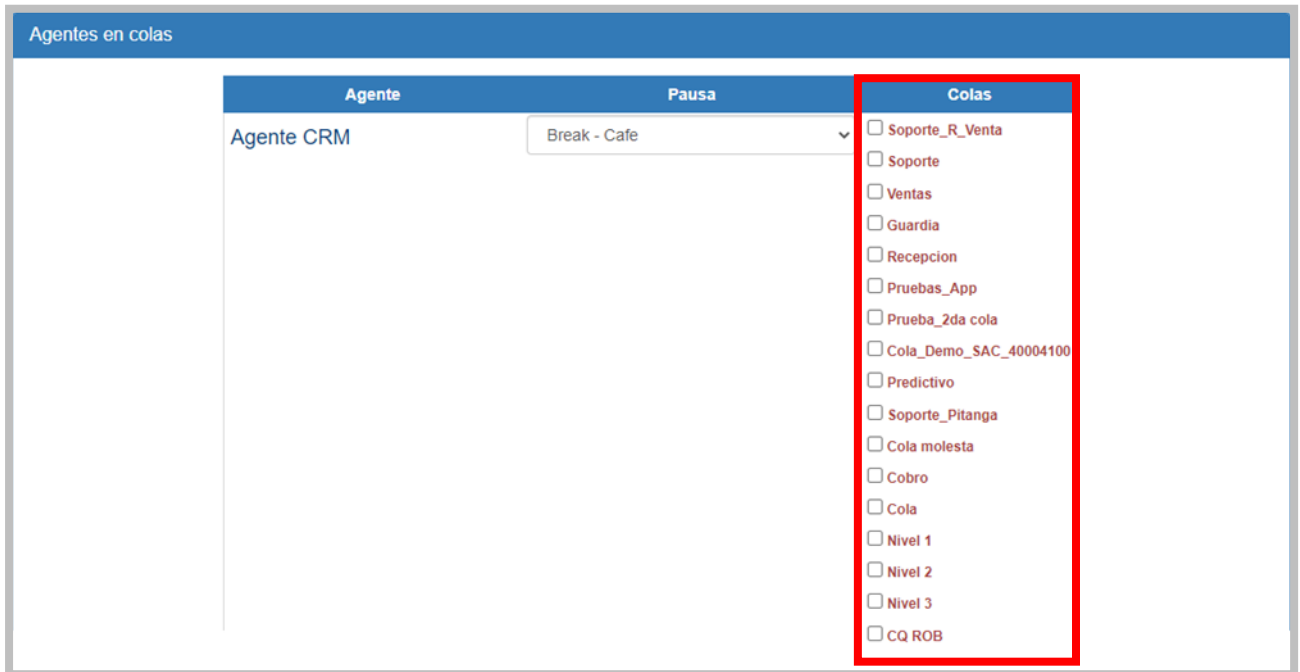 Agentes en colas
Agente Pausa Colas
Agente CRM Break - Cafe Soporte_R_Venta
Soporte
Ventas
Guardia
Recepcion
Pruebas_App
Prueba_2da cola
Cola_Demo_SAC_40004100
Predictivo
Soporte_Pitanga
Cola molesta
Cobro
Cola
Nivel 1
Nivel 2
Nivel 3
CQ ROB